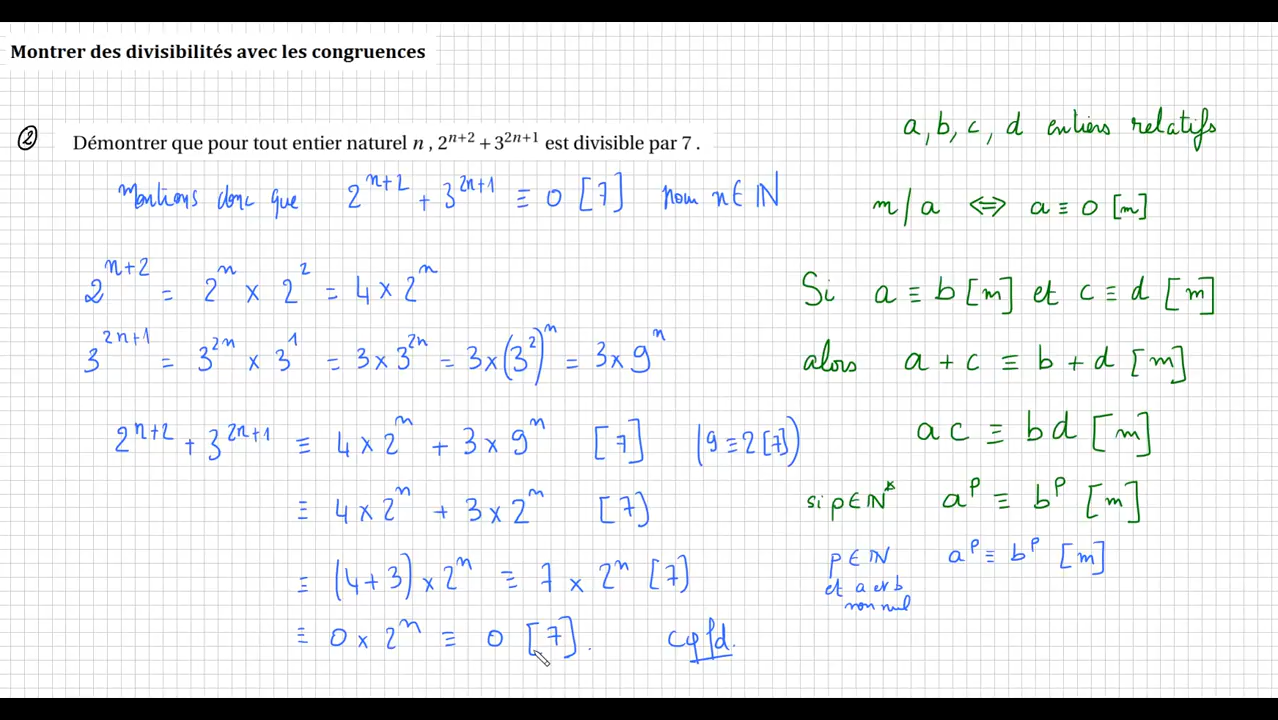 Montrer des divisibilités avec les congruences
② Démontrer que pour tout entier naturel n , 2^{n+2} + 3^{2n+1} est divisible par 7 .
Montrons donc que 2^{n+2} + 3^{2n+1} ≡ 0 [7] pour n ∈ ℕ
2^{n+2} = 2^n × 2^2 = 4 × 2^n
3^{2n+1} = 3^{2n} × 3^1 = 3 × 3^{2n} = 3 × (3^2)^n = 3 × 9^n
2^{n+2} + 3^{2n+1} ≡ 4 × 2^n + 3 × 9^n [7] (9 ≡ 2 [7])
≡ 4 × 2^n + 3 × 2^n [7]
≡ (4+3) × 2^n ≡ 7 × 2^n [7]
≡ 0 × 2^n ≡ 0 [7]. Cqfd.
a, b, c, d entiers relatifs
m/a ⟺ a ≡ 0 [m]
Si a ≡ b [m] et c ≡ d [m]
alors a + c ≡ b + d [m]
ac ≡ bd [m]
si p∈ℕ* a^p ≡ b^p [m]
p ∈ ℕ a^p ≡ b^p [m]
et a et b
non nul